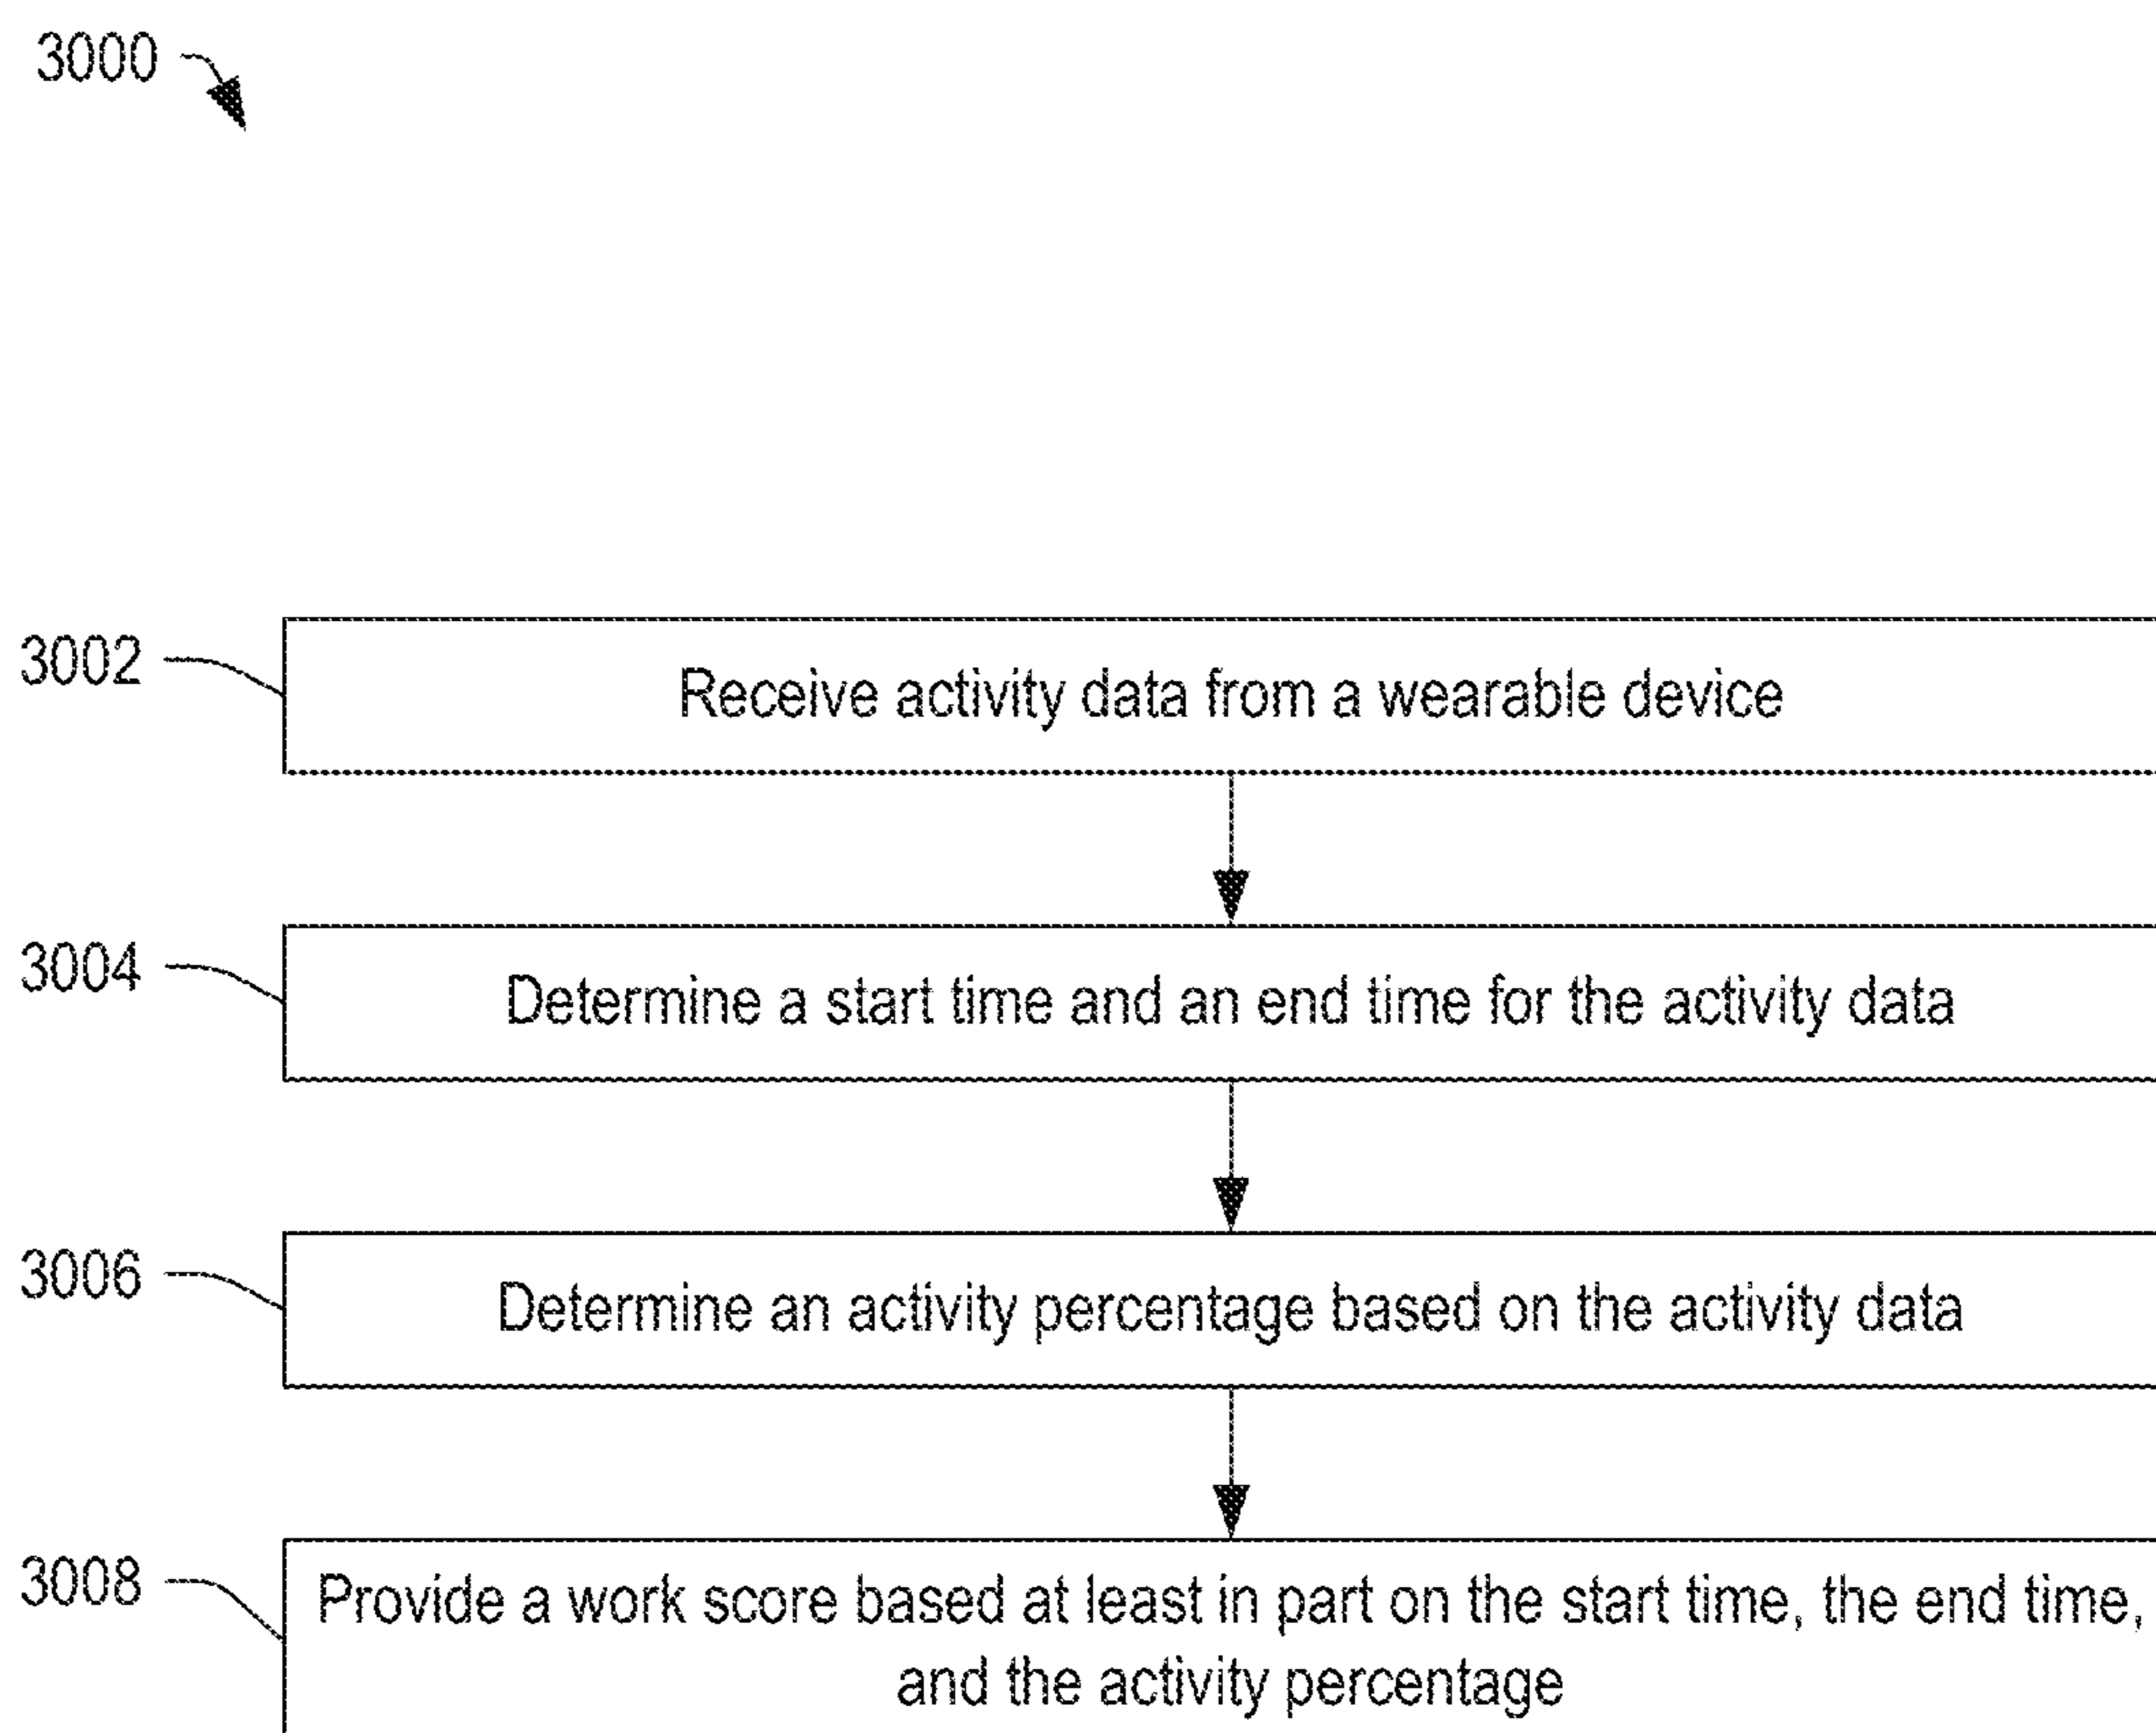 3000
3002
Receive activity data from a wearable device
3004
Determine a start time and an end time for the activity data
3006
Determine an activity percentage based on the activity data
3008
Provide a work score based at least in part on the start time, the end time,
and the activity percentage